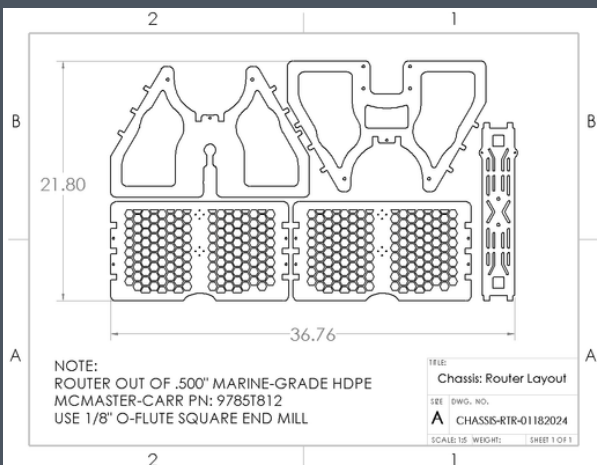 2
1
B
B
21.80
36.76
A
A
NOTE:
ROUTER OUT OF .500" MARINE-GRADE HDPE
MCMASTER-CARR PN: 9785T812
USE 1/8" O-FLUTE SQUARE END MILL
TITLE:
Chassis: Router Layout
SIZE DWG. NO.
A CHASSIS-RTR-01182024
SCALE: 1:5 WEIGHT: SHEET 1 OF 1
2
1